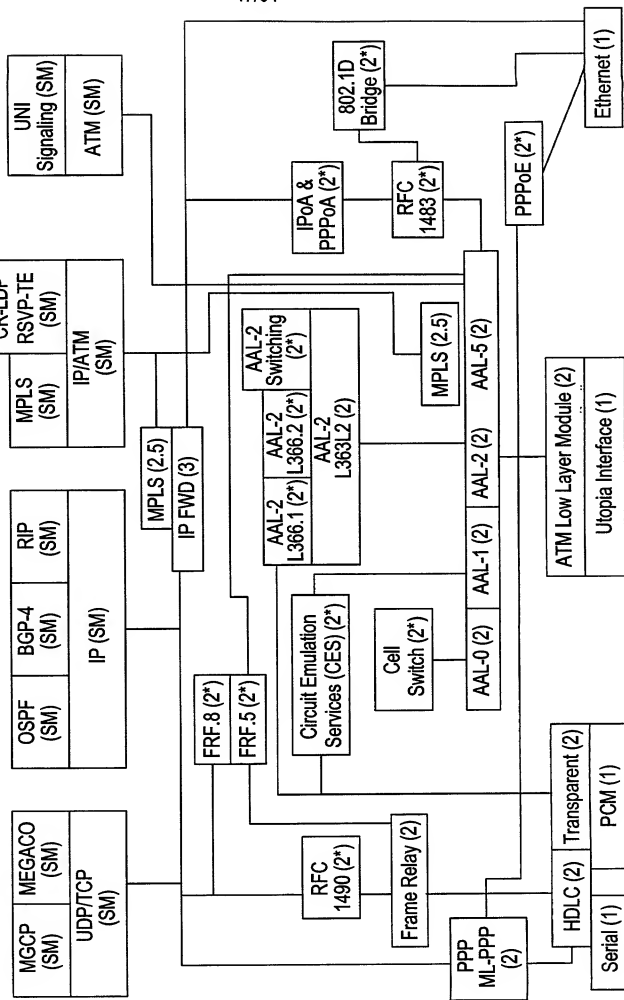 UNI
Signaling (SM)
ATM (SM)
RSVP-TE
(SM)
MPLS
(SM)
IP/ATM
(SM)
OSPF
(SM)
BGP-4
(SM)
RIP
(SM)
IP (SM)
MGCP
(SM)
MEGACO
(SM)
UDP/TCP
(SM)
MPLS (2.5)
IP FWD (3)
802.1D
Bridge (2*)
IPoA &
PPPoA (2*)
RFC
1483 (2*)
PPPoE (2*)
Ethernet (1)
AAL-2
L366.1 (2*)
AAL-2
L366.2 (2*)
AAL-2
Switching
(2*)
AAL-2
L363L2 (2)
MPLS (2.5)
FRF.8 (2*)
FRF.5 (2*)
Circuit Emulation
Services (CES) (2*)
Cell
Switch (2*)
AAL-0 (2)
AAL-1 (2)
AAL-2 (2)
AAL-5 (2)
RFC
1490 (2*)
Frame Relay (2)
PPP
ML-PPP
(2)
HDLC (2)
Transparent (2)
Serial (1)
PCM (1)
ATM Low Layer Module (2)
Utopia Interface (1)